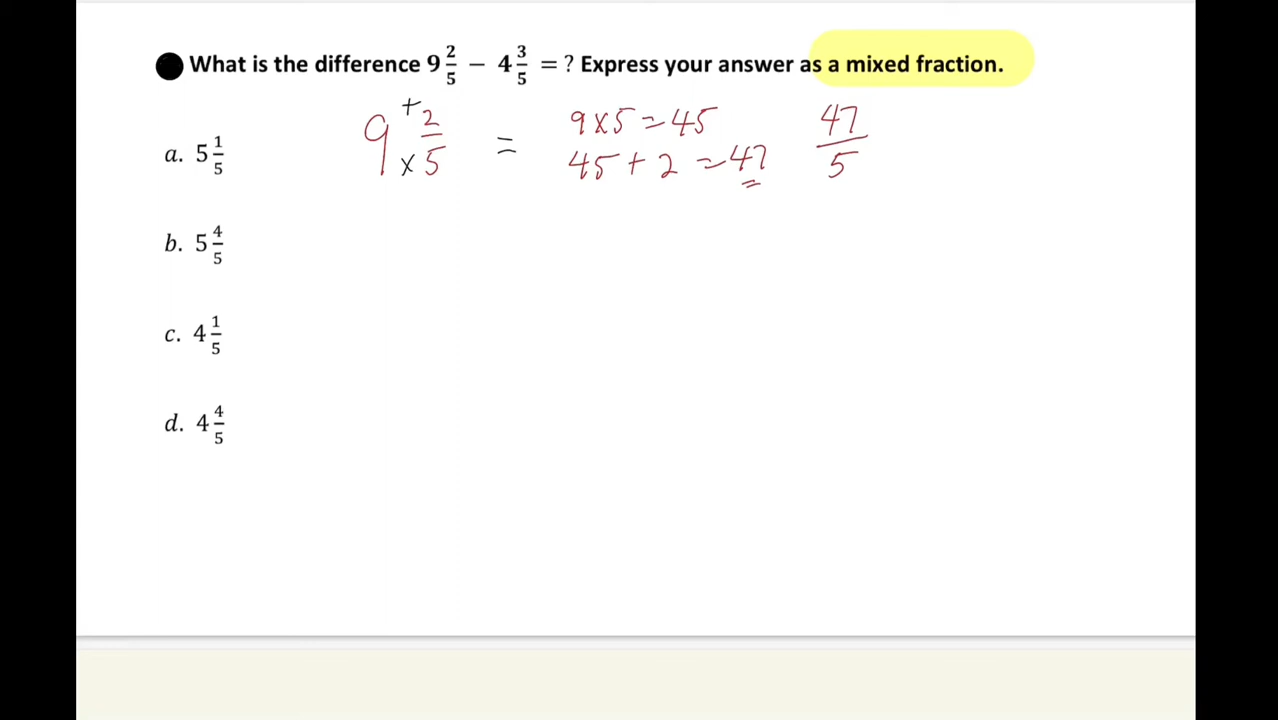 What is the difference 9 2/5 − 4 3/5 = ? Express your answer as a mixed fraction.
9 + 2/5 × = 9×5=45 47/5
45+2=47
a. 5 1/5
b. 5 4/5
c. 4 1/5
d. 4 4/5